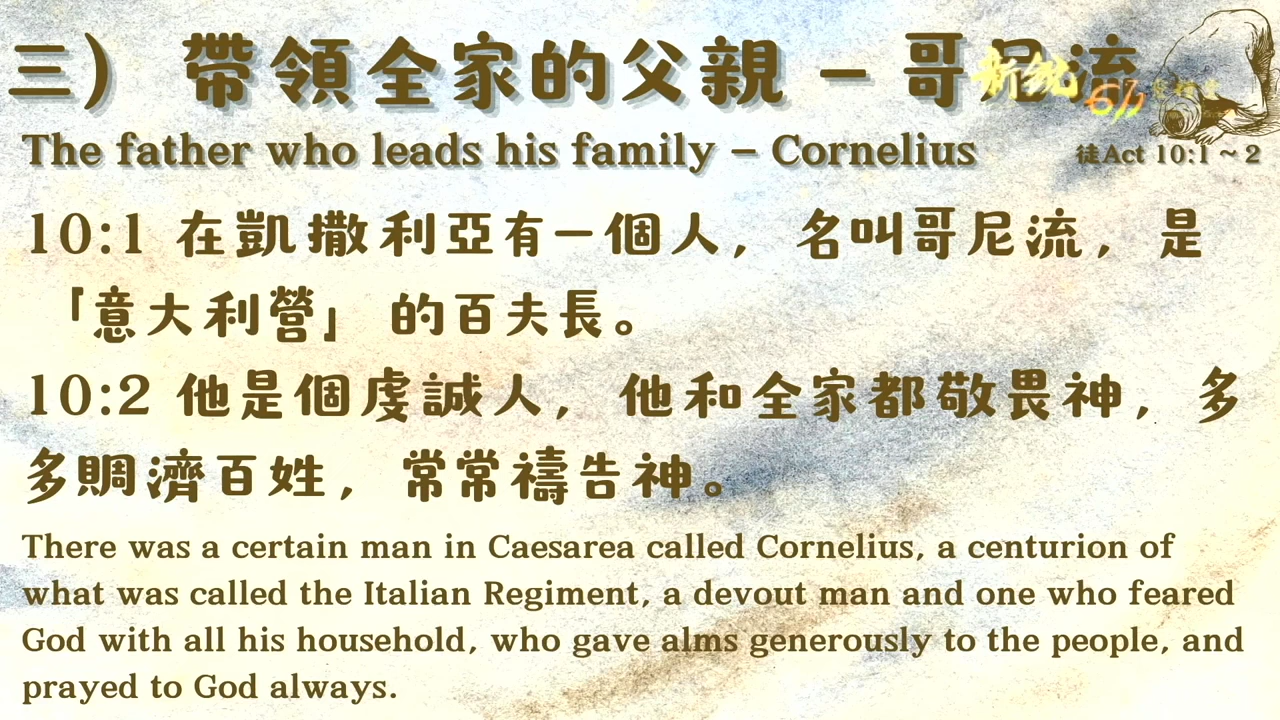 三） 帶領全家的父親 – 哥尼流
The father who leads his family – Cornelius
徒Act 10:1 ~ 2
10:1 在凱撒利亞有一個人，名叫哥尼流，是
「意大利營」 的百夫長。
10:2 他是個虔誠人，他和全家都敬畏神，多
多賙濟百姓，常常禱告神。
There was a certain man in Caesarea called Cornelius, a centurion of
what was called the Italian Regiment, a devout man and one who feared
God with all his household, who gave alms generously to the people, and
prayed to God always.